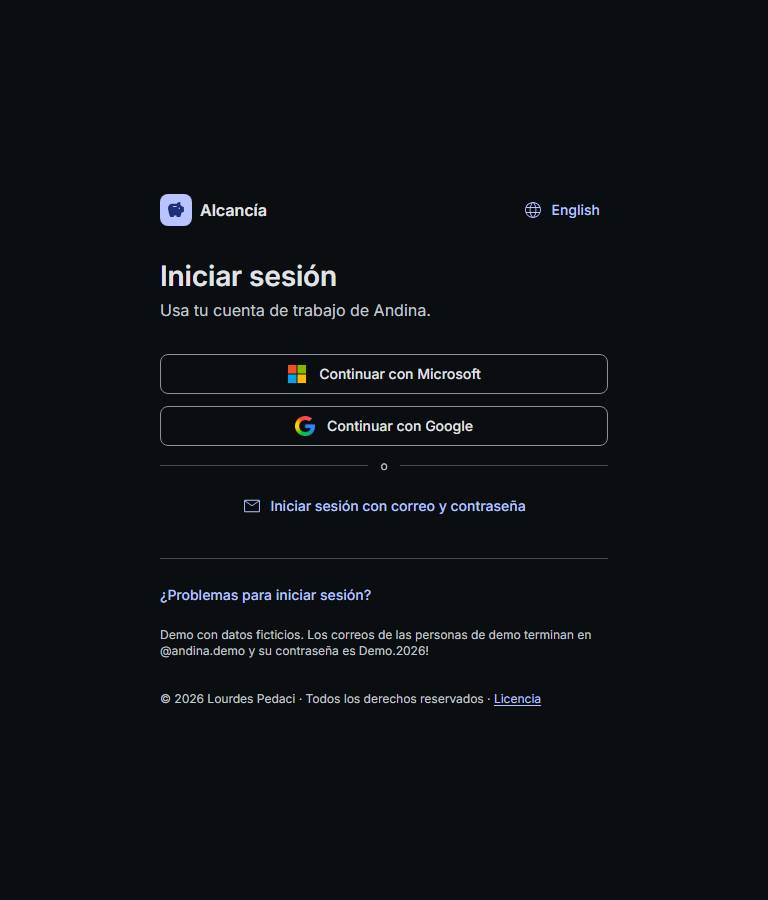 Alcancía
English
Iniciar sesión
Usa tu cuenta de trabajo de Andina.
Continuar con Microsoft
Continuar con Google
o
Iniciar sesión con correo y contraseña
¿Problemas para iniciar sesión?
Demo con datos ficticios. Los correos de las personas de demo terminan en
@andina.demo y su contraseña es Demo.2026!
© 2026 Lourdes Pedaci · Todos los derechos reservados · Licencia